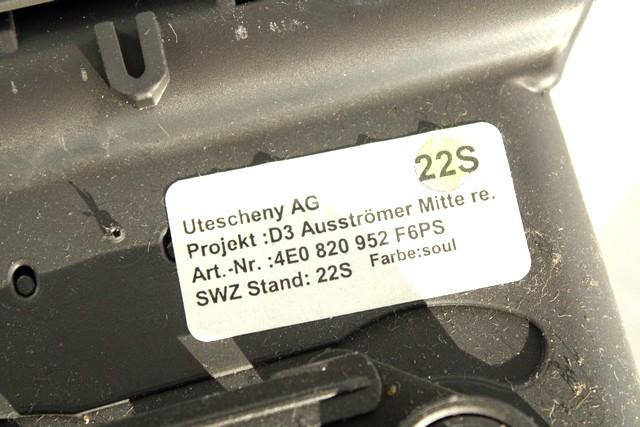 22S
Utescheny AG
Projekt :D3 Ausströmer Mitte re.
Art.-Nr. :4E0 820 952 F6PS
SWZ Stand: 22S Farbe:soul